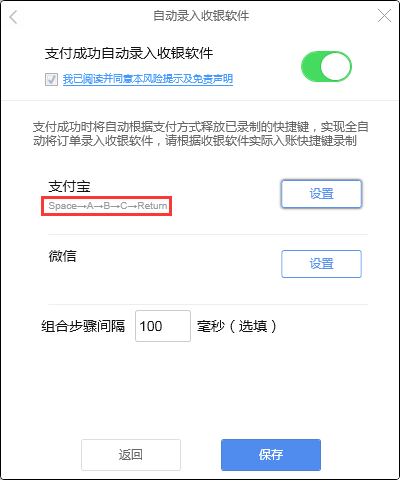 自动录入收银软件
支付成功自动录入收银软件
我已阅读并同意本风险提示及免责声明
支付成功时将自动根据支付方式释放已录制的快捷键，实现全自
动将订单录入收银软件，请根据收银软件实际入账快捷键录制
支付宝
设置
Space→A→B→C→Return
微信
设置
组合步骤间隔 100 毫秒（选填）
返回
保存